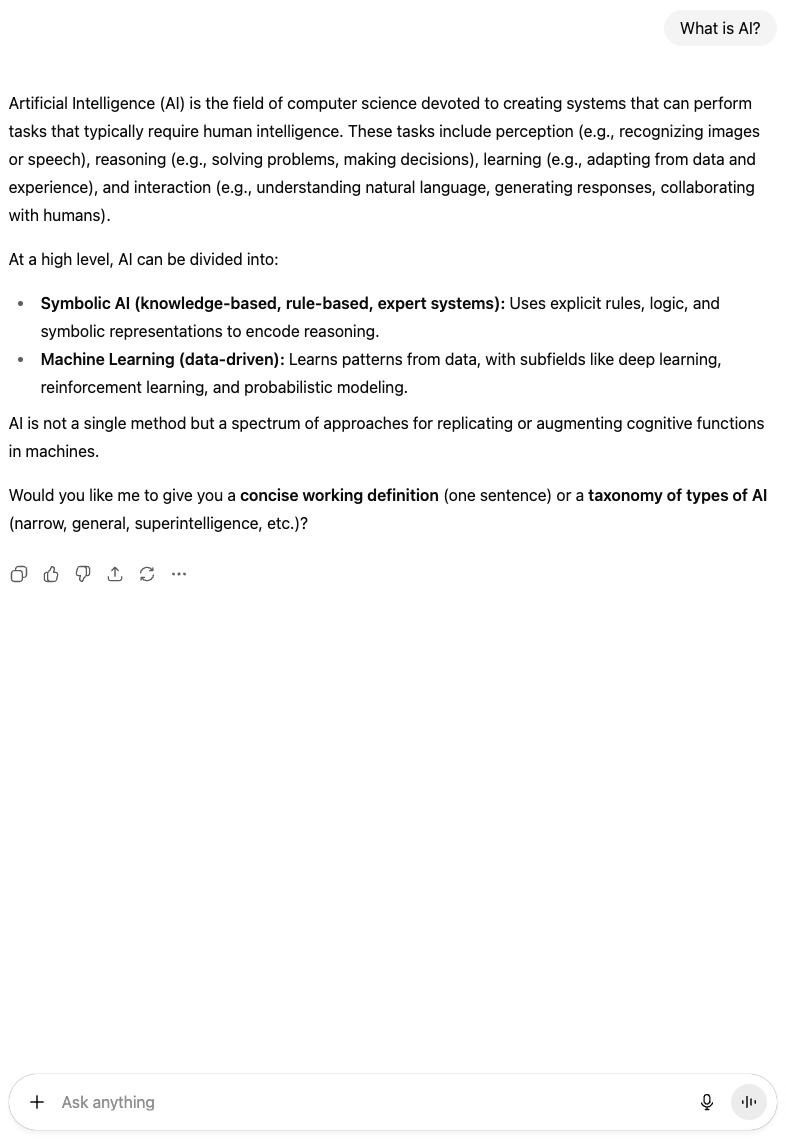 What is AI?
Artificial Intelligence (AI) is the field of computer science devoted to creating systems that can perform
tasks that typically require human intelligence. These tasks include perception (e.g., recognizing images
or speech), reasoning (e.g., solving problems, making decisions), learning (e.g., adapting from data and
experience), and interaction (e.g., understanding natural language, generating responses, collaborating
with humans).
At a high level, AI can be divided into:
• Symbolic AI (knowledge-based, rule-based, expert systems): Uses explicit rules, logic, and
symbolic representations to encode reasoning.
• Machine Learning (data-driven): Learns patterns from data, with subfields like deep learning,
reinforcement learning, and probabilistic modeling.
AI is not a single method but a spectrum of approaches for replicating or augmenting cognitive functions
in machines.
Would you like me to give you a concise working definition (one sentence) or a taxonomy of types of AI
(narrow, general, superintelligence, etc.)?
Ask anything